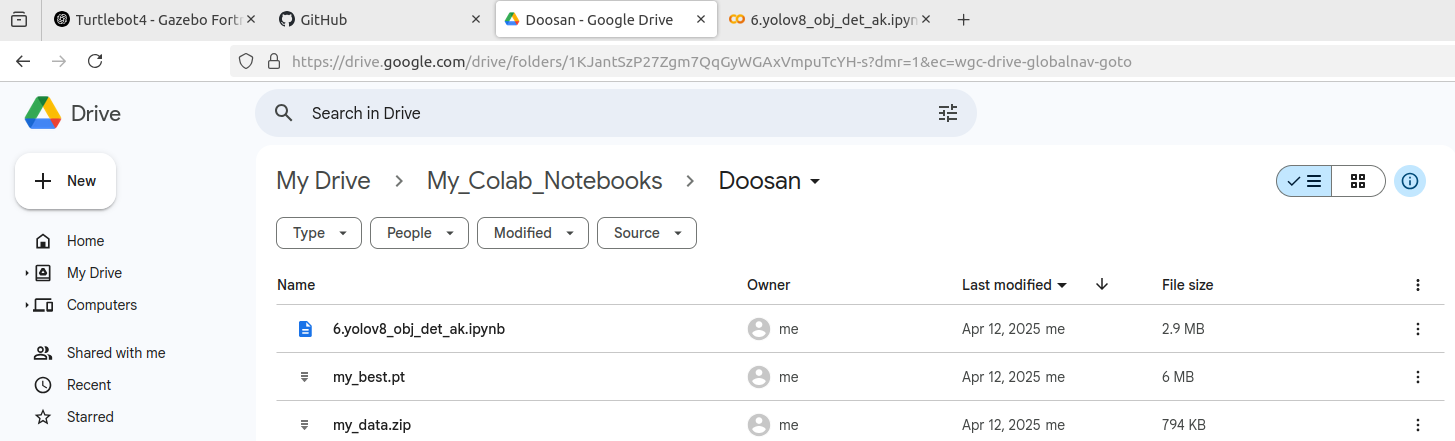 Turtlebot4 - Gazebo Fort
GitHub
Doosan - Google Drive
6.yolov8_obj_det_ak.ipyn
https://drive.google.com/drive/folders/1KJantSzP27Zgm7QqGyWGAxVmpuTcYH-s?dmr=1&ec=wgc-drive-globalnav-goto
Drive
Search in Drive
New
My Drive > My_Colab_Notebooks > Doosan
Type People Modified Source
Home
My Drive
Computers
Shared with me
Recent
Starred
Name Owner Last modified File size
6.yolov8_obj_det_ak.ipynb me Apr 12, 2025 me 2.9 MB
my_best.pt me Apr 12, 2025 me 6 MB
my_data.zip me Apr 12, 2025 me 794 KB